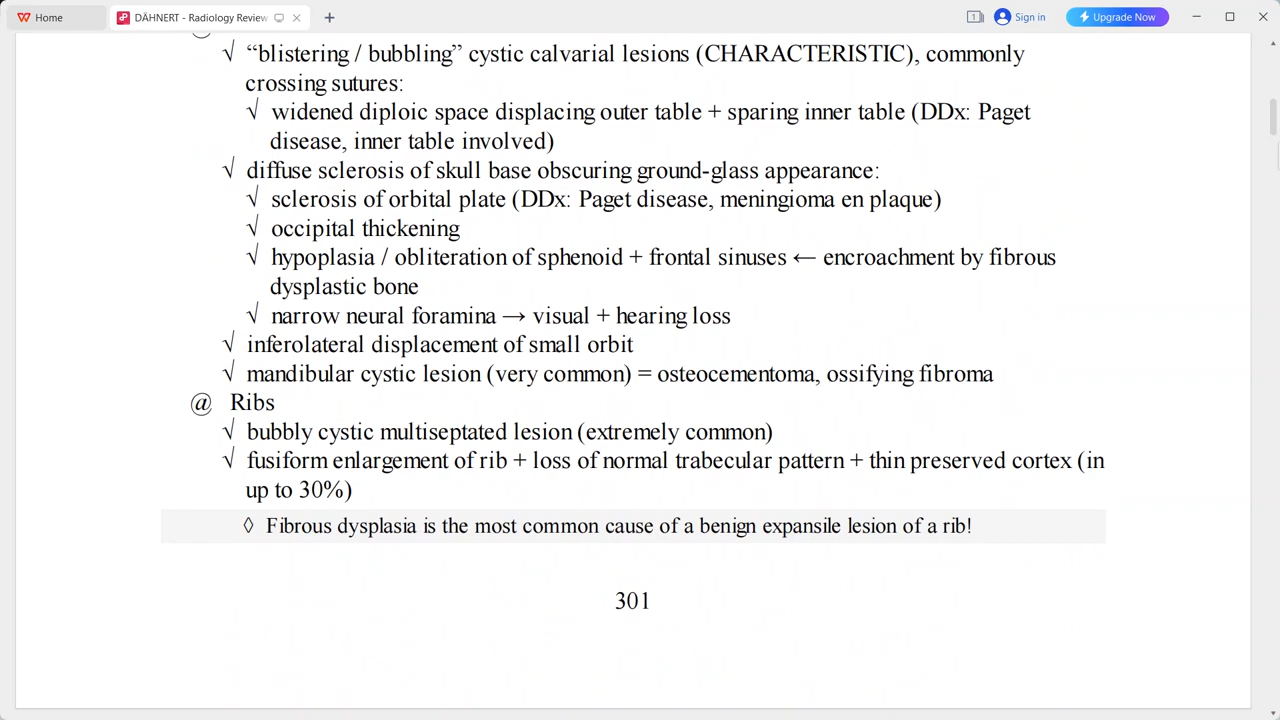 Home
DÄHNERT - Radiology Review
Sign in
Upgrade Now
√ “blistering / bubbling” cystic calvarial lesions (CHARACTERISTIC), commonly
crossing sutures:
√ widened diploic space displacing outer table + sparing inner table (DDx: Paget
disease, inner table involved)
√ diffuse sclerosis of skull base obscuring ground-glass appearance:
√ sclerosis of orbital plate (DDx: Paget disease, meningioma en plaque)
√ occipital thickening
√ hypoplasia / obliteration of sphenoid + frontal sinuses ← encroachment by fibrous
dysplastic bone
√ narrow neural foramina → visual + hearing loss
√ inferolateral displacement of small orbit
√ mandibular cystic lesion (very common) = osteocementoma, ossifying fibroma
@ Ribs
√ bubbly cystic multiseptated lesion (extremely common)
√ fusiform enlargement of rib + loss of normal trabecular pattern + thin preserved cortex (in
up to 30%)
◊ Fibrous dysplasia is the most common cause of a benign expansile lesion of a rib!
301